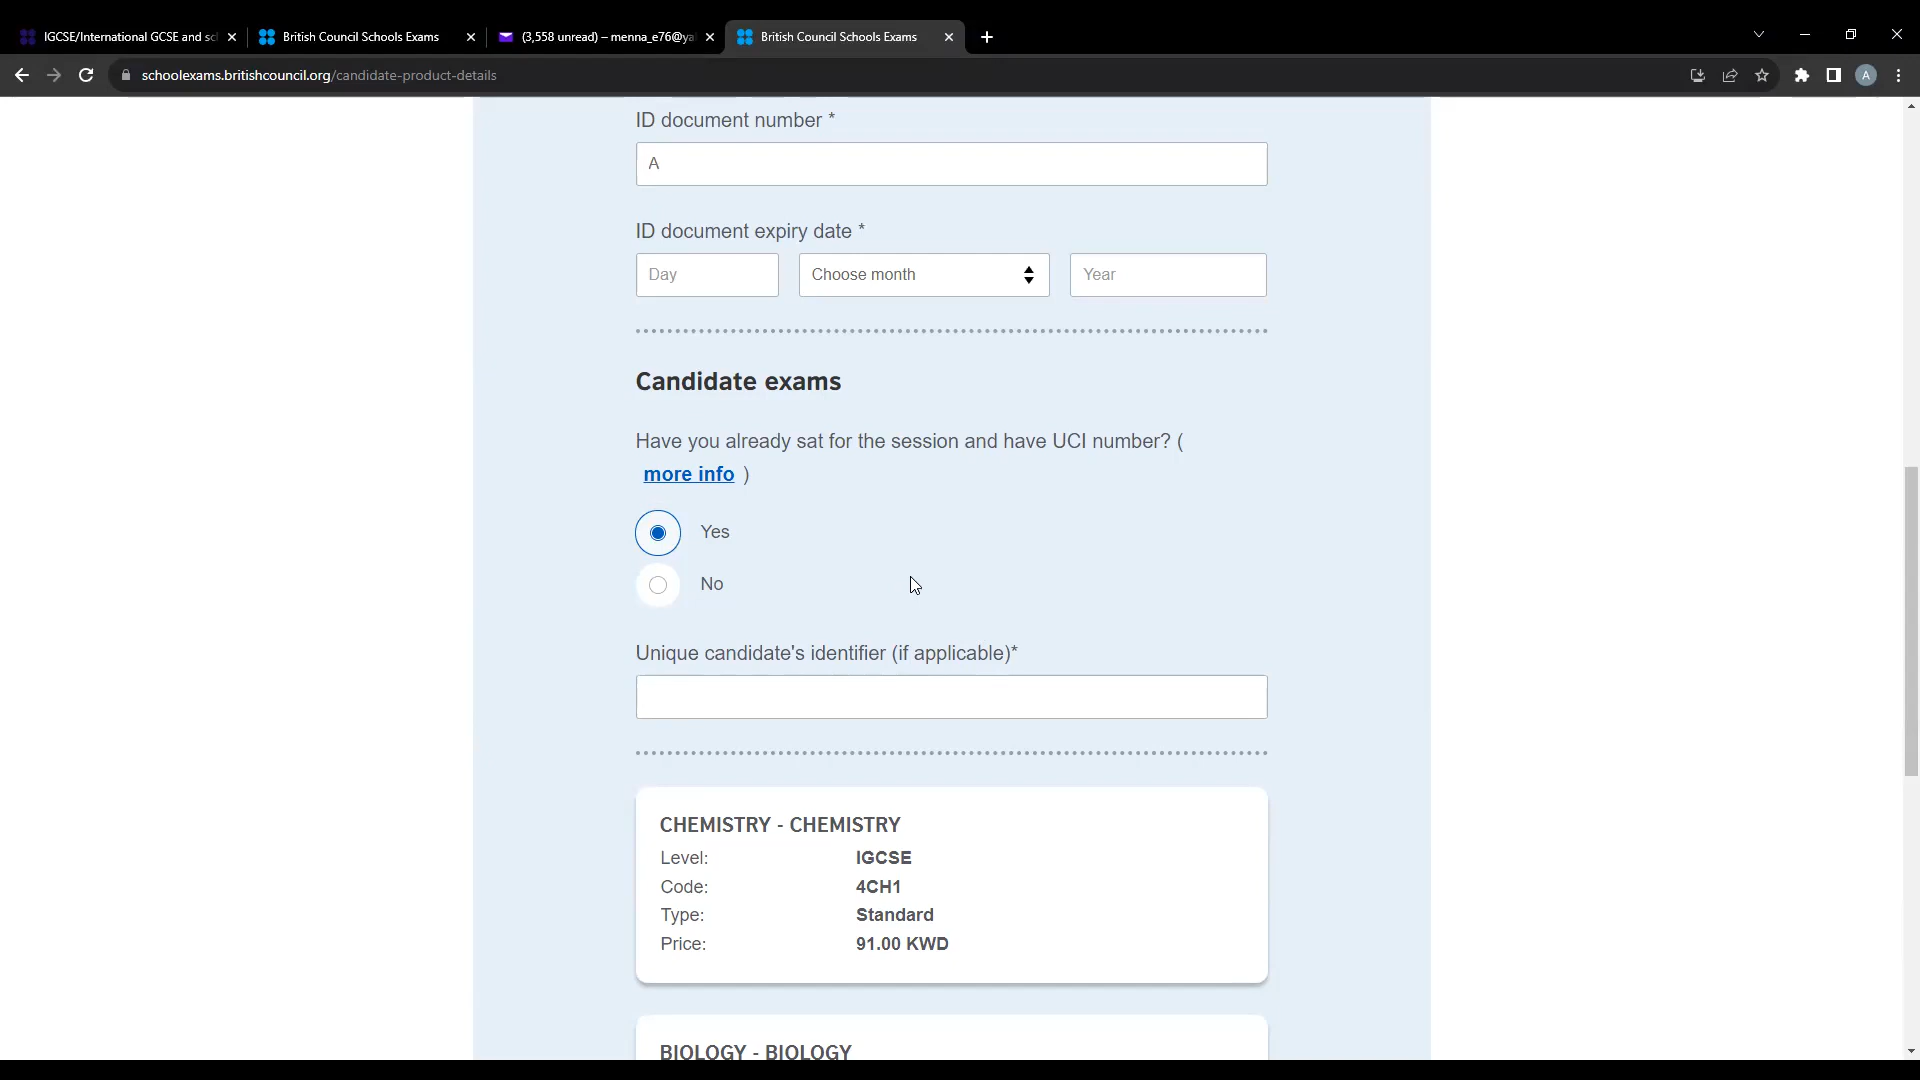 IGCSE/International GCSE and sc
British Council Schools Exams
(3,558 unread) – menna_e76@ya
British Council Schools Exams
schoolexams.britishcouncil.org/candidate-product-details
A
ID document number *
A
ID document expiry date *
Day
Choose month
Year
Candidate exams
Have you already sat for the session and have UCI number? (
more info )
Yes
No
Unique candidate's identifier (if applicable)*
CHEMISTRY - CHEMISTRY
Level: IGCSE
Code: 4CH1
Type: Standard
Price: 91.00 KWD
BIOLOGY - BIOLOGY